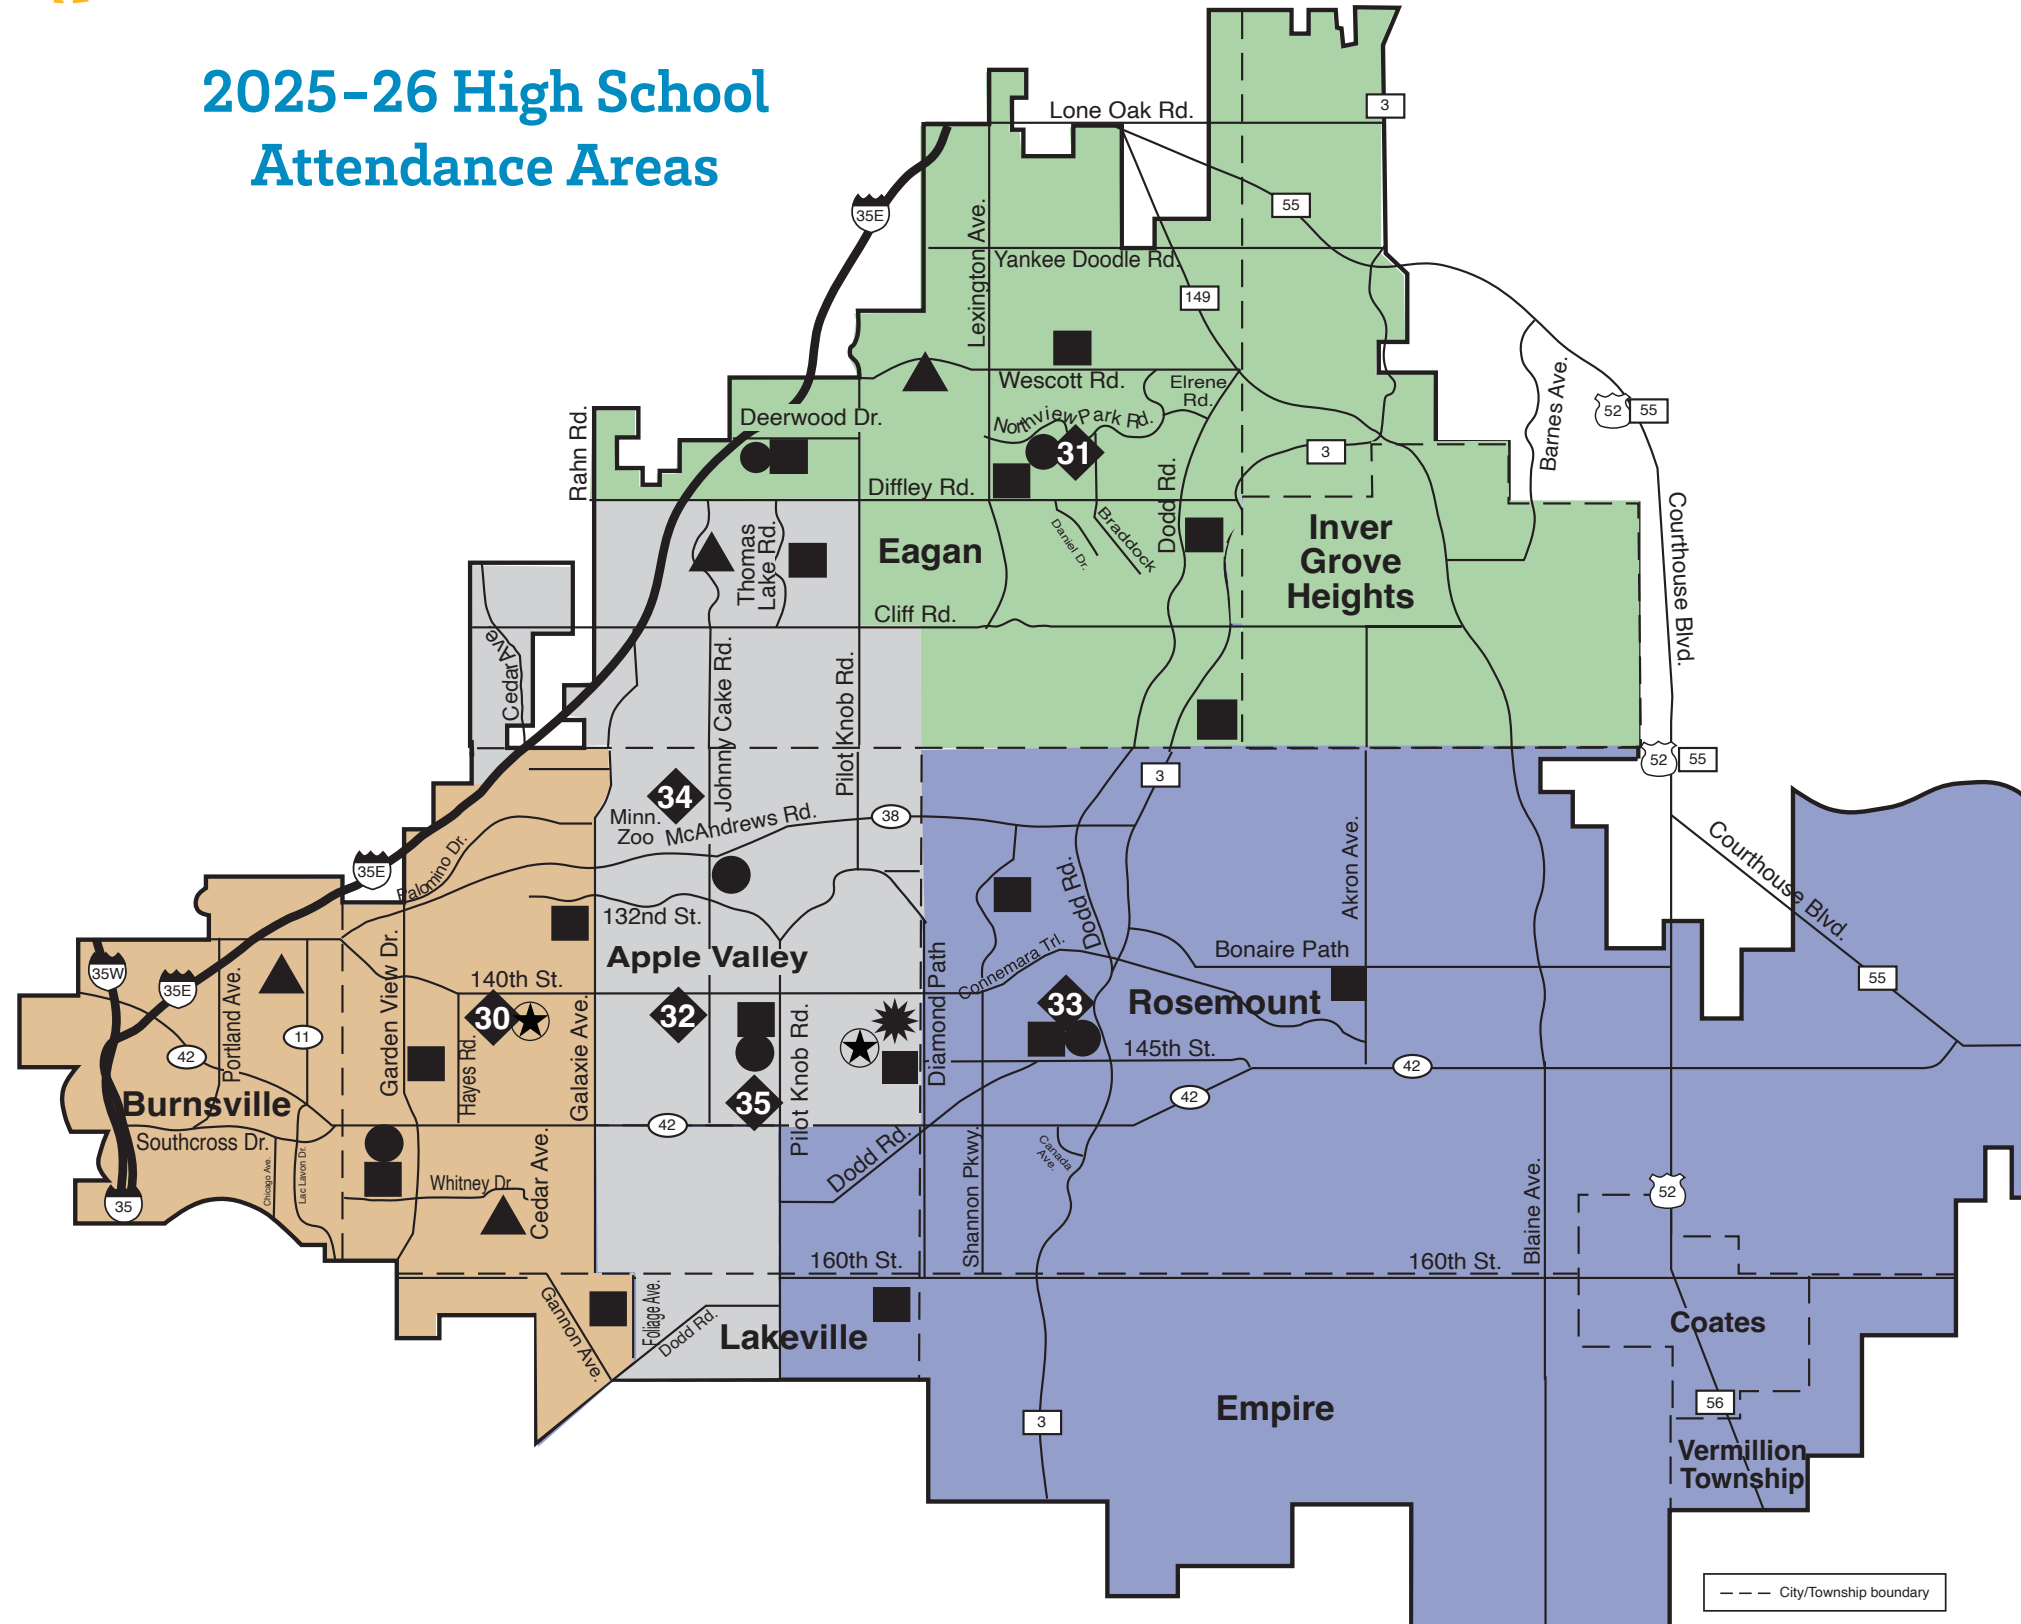 2025-26 High School
Attendance Areas
Lone Oak Rd.
3
55
35E
Lexington Ave.
Yankee Doodle Rd.
149
Wescott Rd.
Elrene
Rd.
Barnes Ave.
52
55
Deerwood Dr.
Northview Park Rd.
Rahn Rd.
31
3
Diffley Rd.
Dodd Rd.
Courthouse Blvd.
Thomas
Lake Rd.
Eagan
Daniel Dr.
Braddock
Inver
Grove
Heights
Cliff Rd.
Cedar Ave
Cedar
Johnny Cake Rd.
Pilot Knob Rd.
52
55
3
34
Minn.
Zoo
McAndrews Rd.
38
Courthouse Blvd.
35E
Palomino Dr.
Akron Ave.
Dodd Rd.
132nd St.
Apple Valley
Bonaire Path
35W
35E
Portland Ave.
Garden View Dr.
140th St.
Diamond Path
Connemara Trl.
55
30
Galaxie Ave.
32
33
Rosemount
42
11
Hayes Rd.
Pilot Knob Rd.
145th St.
42
Burnsville
35
42
42
Southcross Dr.
Chicago Ave.
Lac Lavon Dr.
Cedar Ave.
Dodd Rd.
Shannon Pkwy.
Canada
Ave.
Blaine Ave.
Whitney Dr
35
52
160th St.
160th St.
Gannon Ave.
Foliage Ave.
Dodd Rd.
Lakeville
Coates
Empire
3
56
Vermillion
Township
City/Township boundary